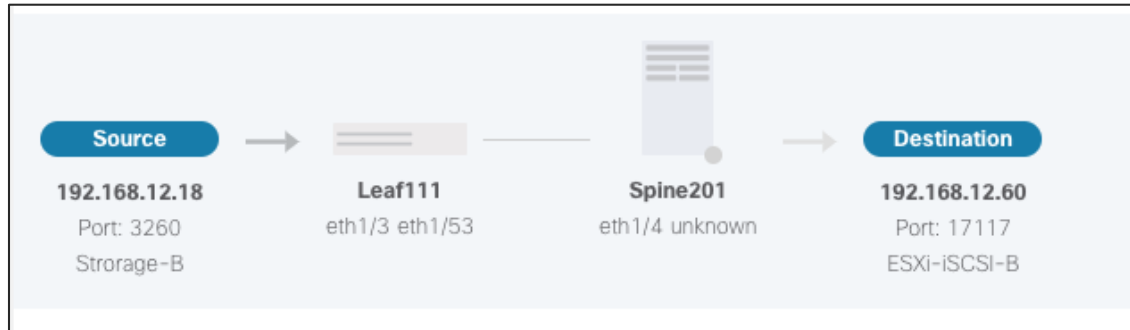 Source
192.168.12.18
Port: 3260
Strorage-B
Leaf111
eth1/3 eth1/53
Spine201
eth1/4 unknown
Destination
192.168.12.60
Port: 17117
ESXi-iSCSI-B